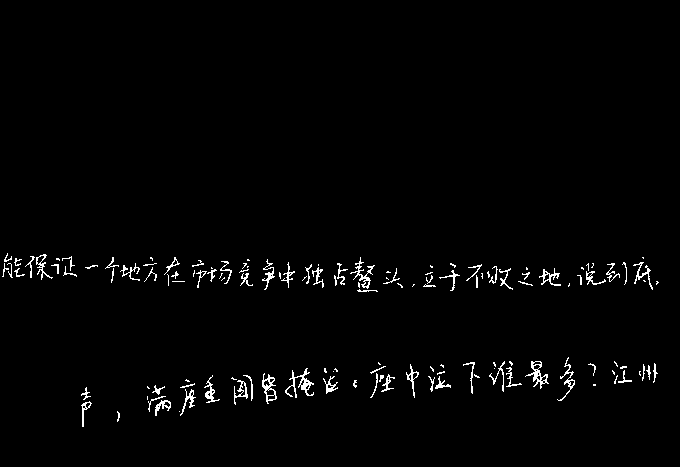 能保证一个地方在市场竞争中独占鳌头,立于不败之地,说到底,
声,满座重闻皆掩泣。座中泣下谁最多?江州